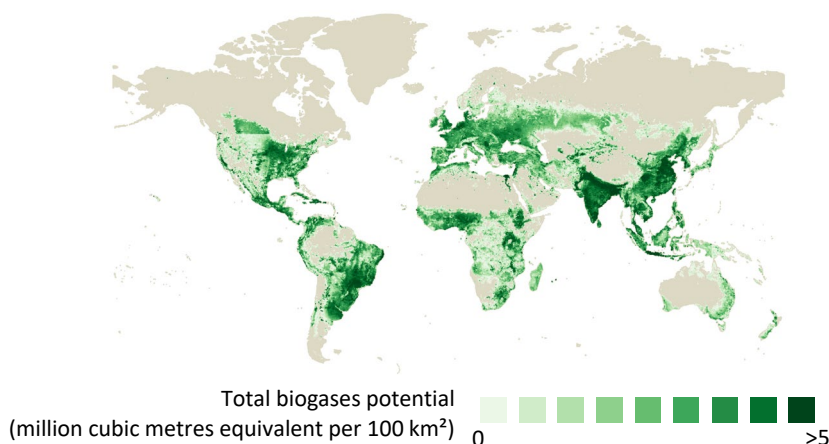 Total biogases potential
(million cubic metres equivalent per 100 km²)
0
>5